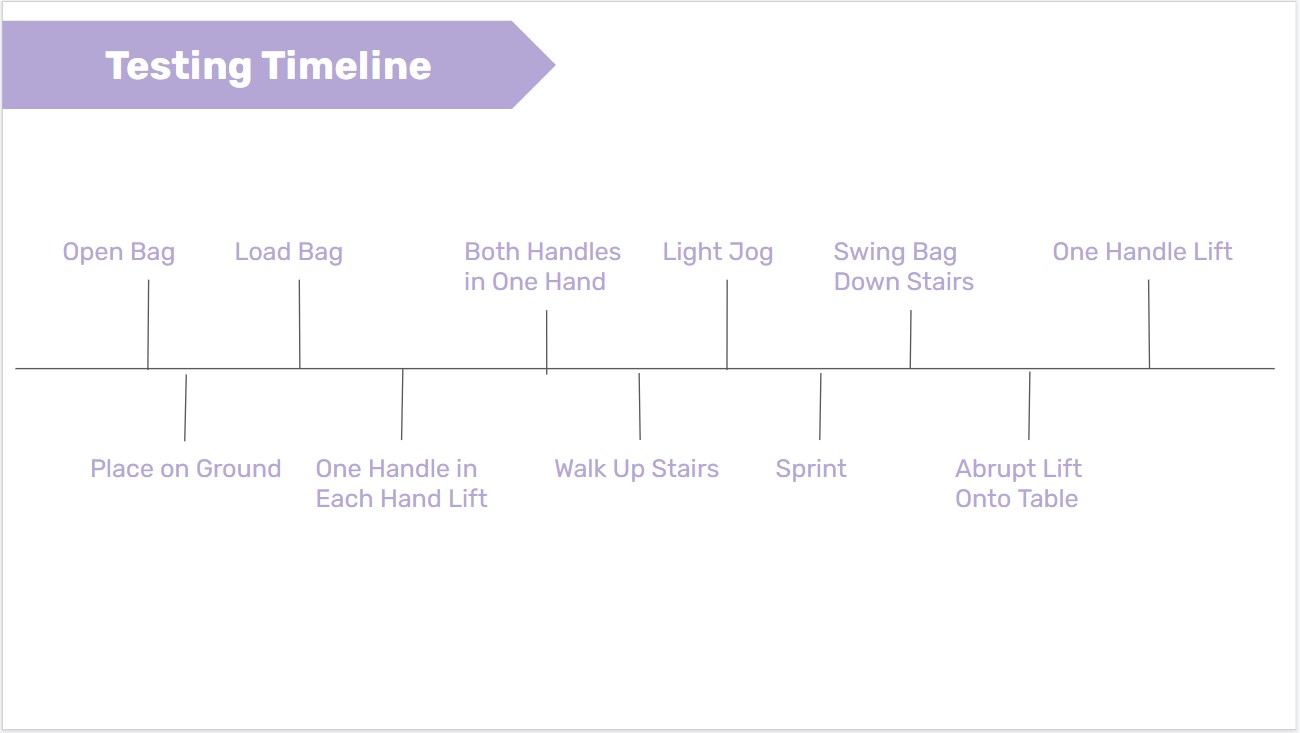 Testing Timeline
Open Bag
Load Bag
Both Handles
in One Hand
Light Jog
Swing Bag
Down Stairs
One Handle Lift
Place on Ground
One Handle in
Each Hand Lift
Walk Up Stairs
Sprint
Abrupt Lift
Onto Table